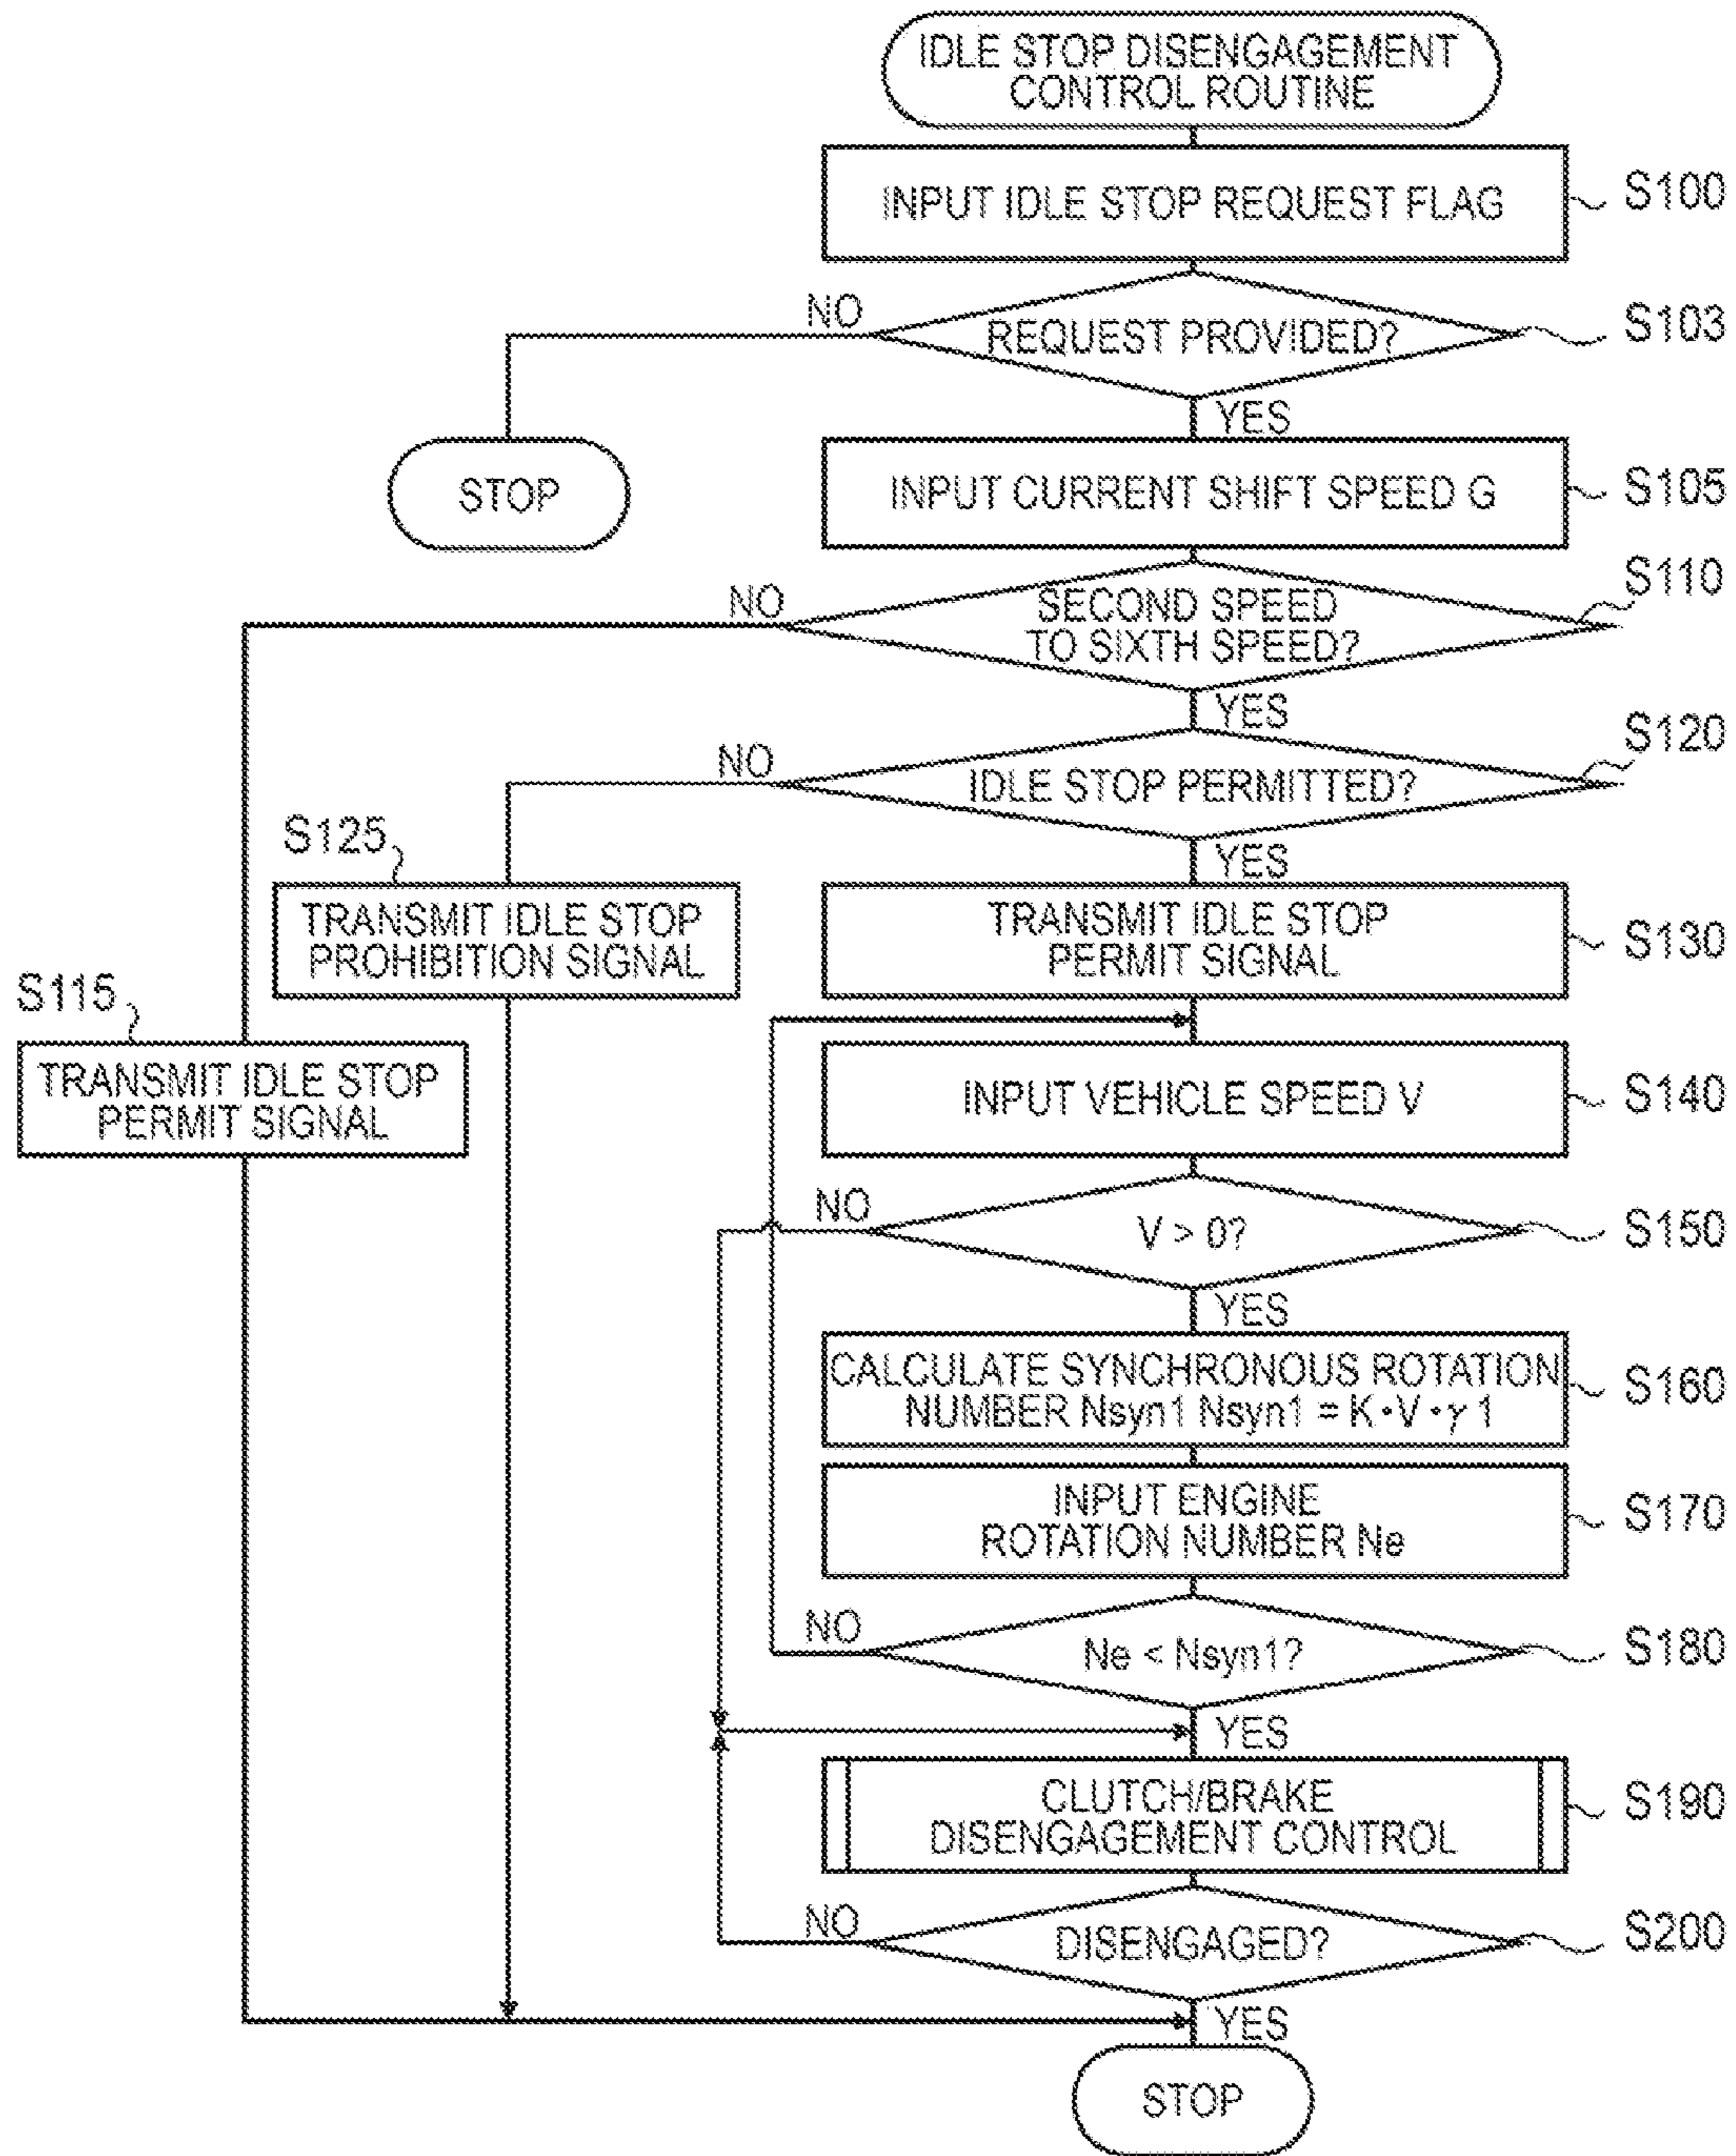 IDLE STOP DISENGAGEMENT
CONTROL ROUTINE
INPUT IDLE STOP REQUEST FLAG
S100
NO
REQUEST PROVIDED?
S103
YES
STOP
INPUT CURRENT SHIFT SPEED G
S105
NO
SECOND SPEED
TO SIXTH SPEED?
S110
YES
NO
IDLE STOP PERMITTED?
S120
YES
S125
TRANSMIT IDLE STOP
PROHIBITION SIGNAL
TRANSMIT IDLE STOP
PERMIT SIGNAL
S130
S115
TRANSMIT IDLE STOP
PERMIT SIGNAL
INPUT VEHICLE SPEED V
S140
NO
V > 0?
S150
YES
CALCULATE SYNCHRONOUS ROTATION
NUMBER Nsyn1 Nsyn1 = K・V・γ 1
S160
INPUT ENGINE
ROTATION NUMBER Ne
S170
NO
Ne < Nsyn1?
S180
YES
CLUTCH/BRAKE
DISENGAGEMENT CONTROL
S190
NO
DISENGAGED?
S200
YES
STOP